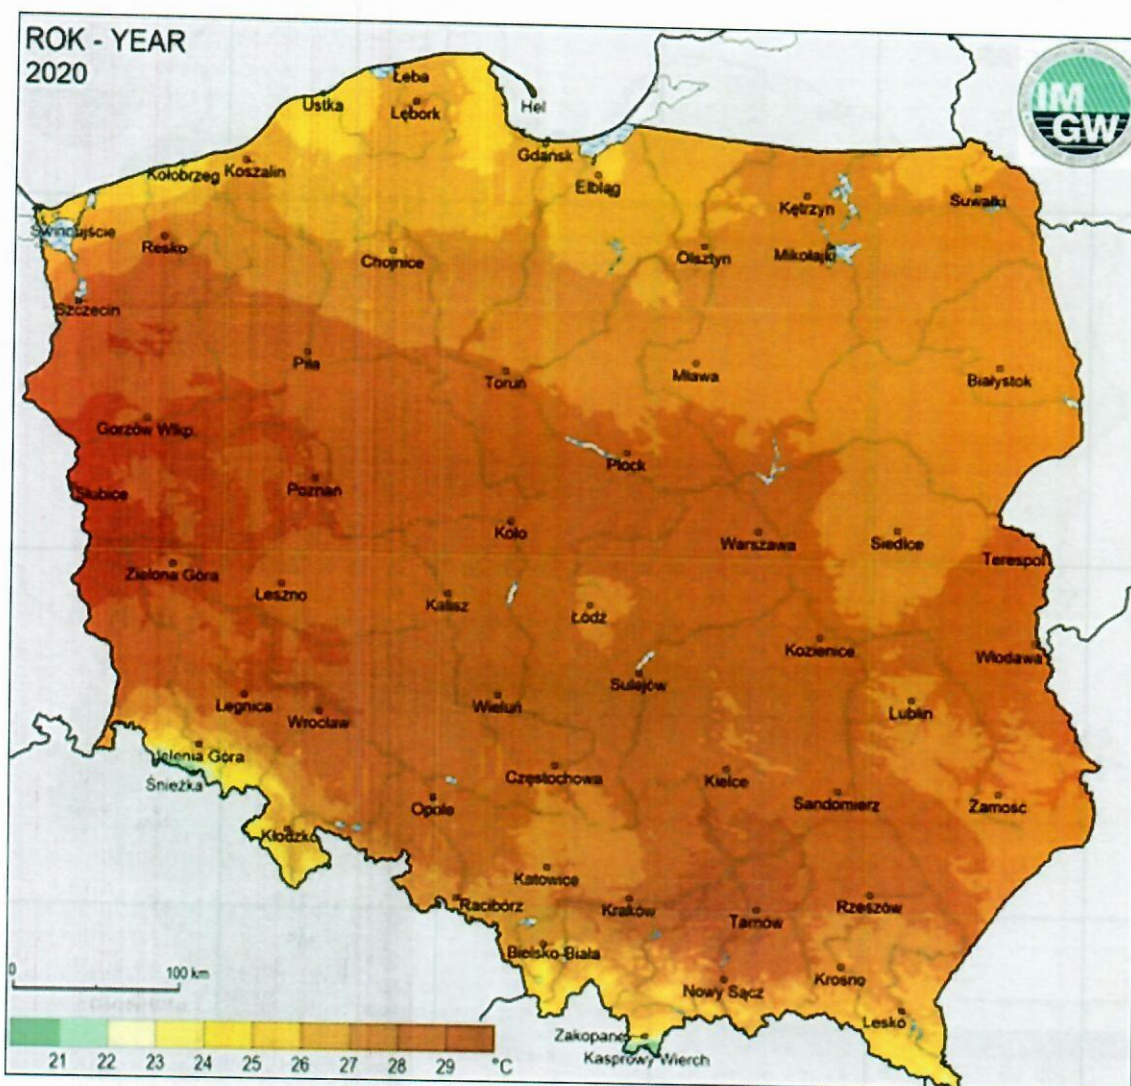 ROK - YEAR
2020
IM
GW
Łeba
Ustka
Hel
Lębork
Gdańsk
Koszalin
Kołobrzeg
Elbląg
Suwałki
Kętrzyn
Świnoujście
Resko
Chojnice
Olsztyn
Mikołajki
Szczecin
Piła
Toruń
Mława
Białystok
Gorzów Wlkp.
Płock
Słubice
Poznań
Koło
Warszawa
Siedlce
Terespol
Zielona Góra
Leszno
Kalisz
Łódź
Kozienice
Włodawa
Sulejów
Legnica
Wrocław
Wieluń
Lublin
Jelenia Góra
Śnieżka
Częstochowa
Kielce
Sandomierz
Zamość
Opole
Kłodzko
Katowice
Racibórz
Kraków
Tarnów
Rzeszów
Bielsko-Biała
Nowy Sącz
Krosno
Lesko
Zakopane
Kasprowy Wierch
0 100 km
21 22 23 24 25 26 27 28 29 °C